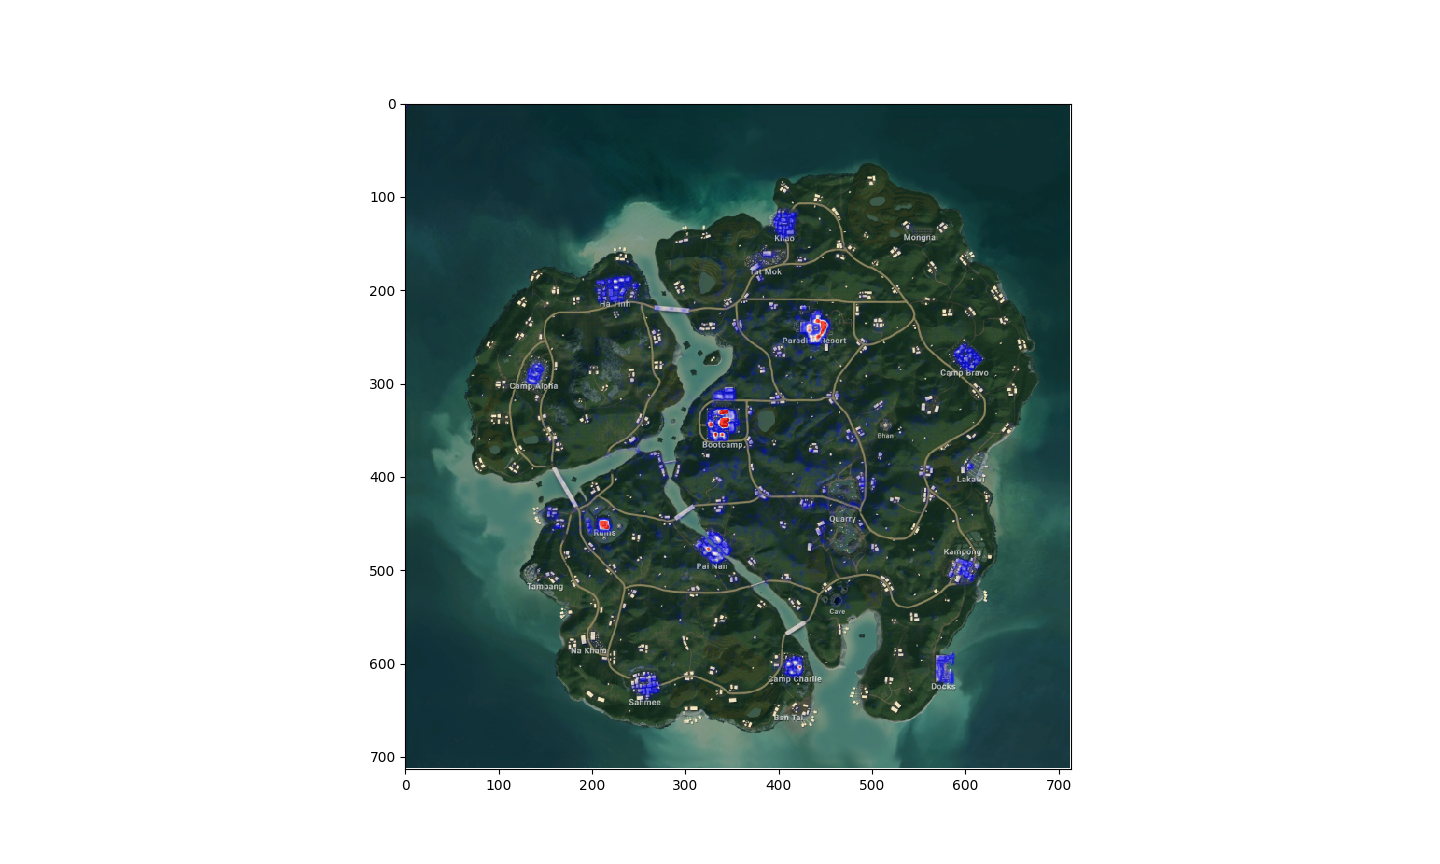 0
100
200
300
400
500
600
700
0
100
200
300
400
500
600
700
Khao
Mongna
Tat Mok
Ha Tinh
Paradise Resort
Camp Alpha
Camp Bravo
Bhan
Bootcamp
Lakawi
Quarry
Ruins
Kampong
Pai Nan
Tambang
Cave
Na Khom
Camp Charlie
Docks
Sahmee
Ban Tai